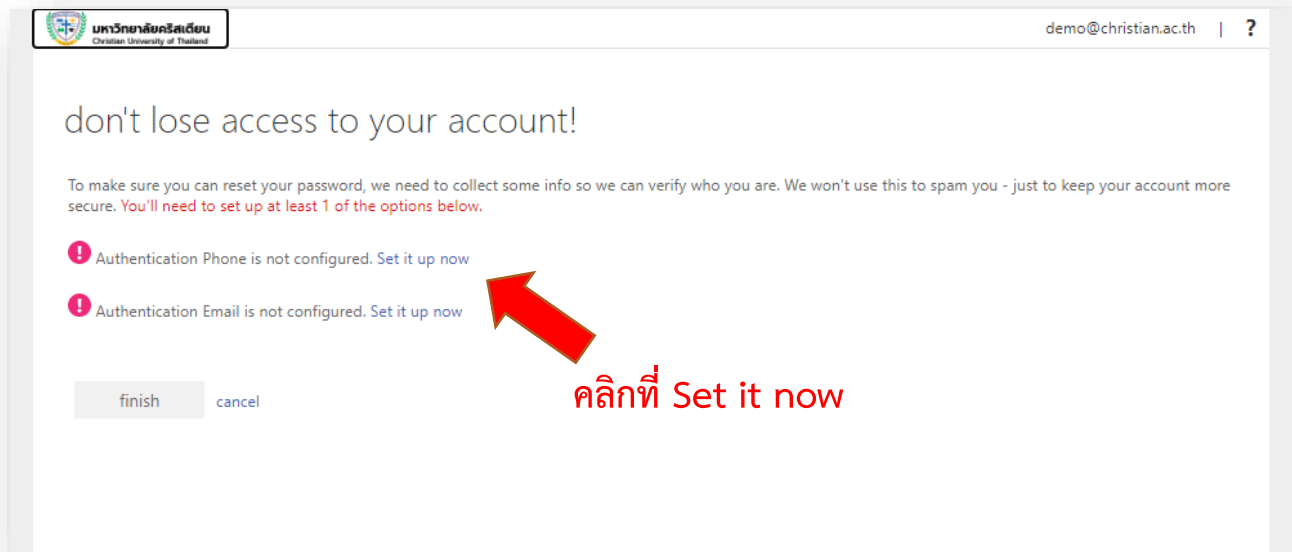 มหาวิทยาลัยคริสเตียน
Christian University of Thailand
demo@christian.ac.th | ?
don't lose access to your account!
To make sure you can reset your password, we need to collect some info so we can verify who you are. We won't use this to spam you - just to keep your account more
secure. You'll need to set up at least 1 of the options below.
! Authentication Phone is not configured. Set it up now
! Authentication Email is not configured. Set it up now
คลิกที่ Set it now
finish cancel